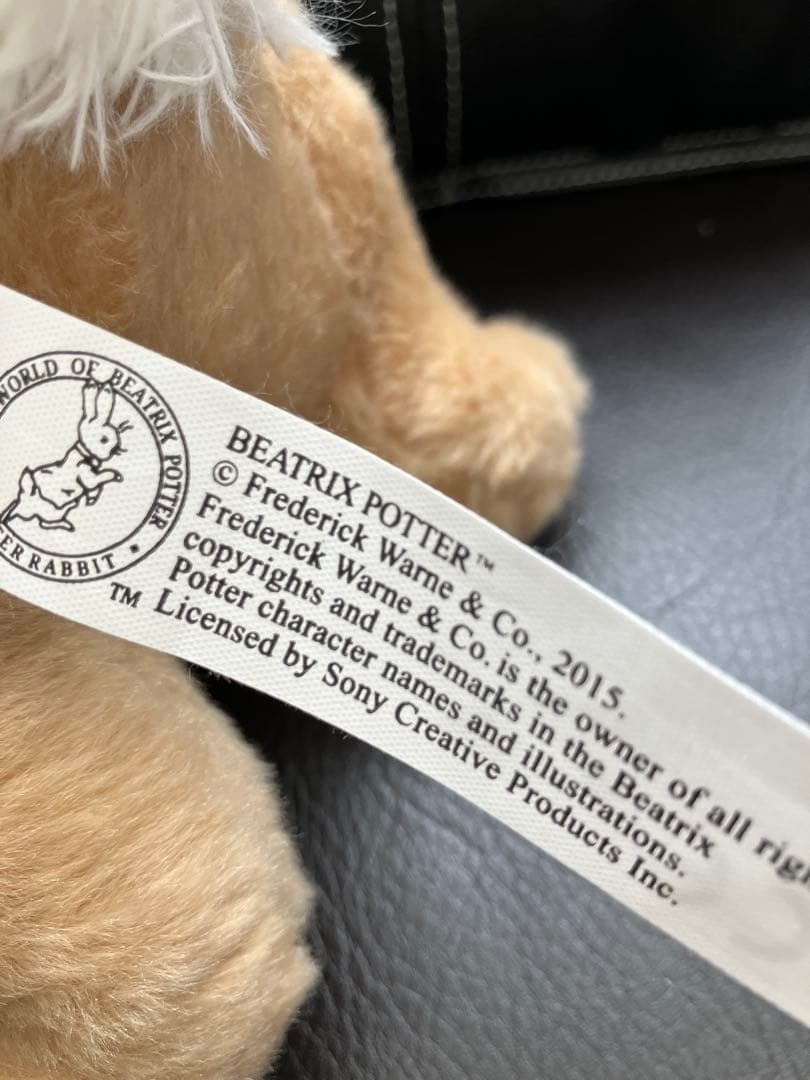 WORLD OF BEATRIX POTTER
ER RABBIT •
TM
BEATRIX POTTER™
© Frederick Warne & Co., 2015.
Frederick Warne & Co. is the owner of all righ
copyrights and trademarks in the Beatrix
Potter character names and illustrations.
Licensed by Sony Creative Products Inc.